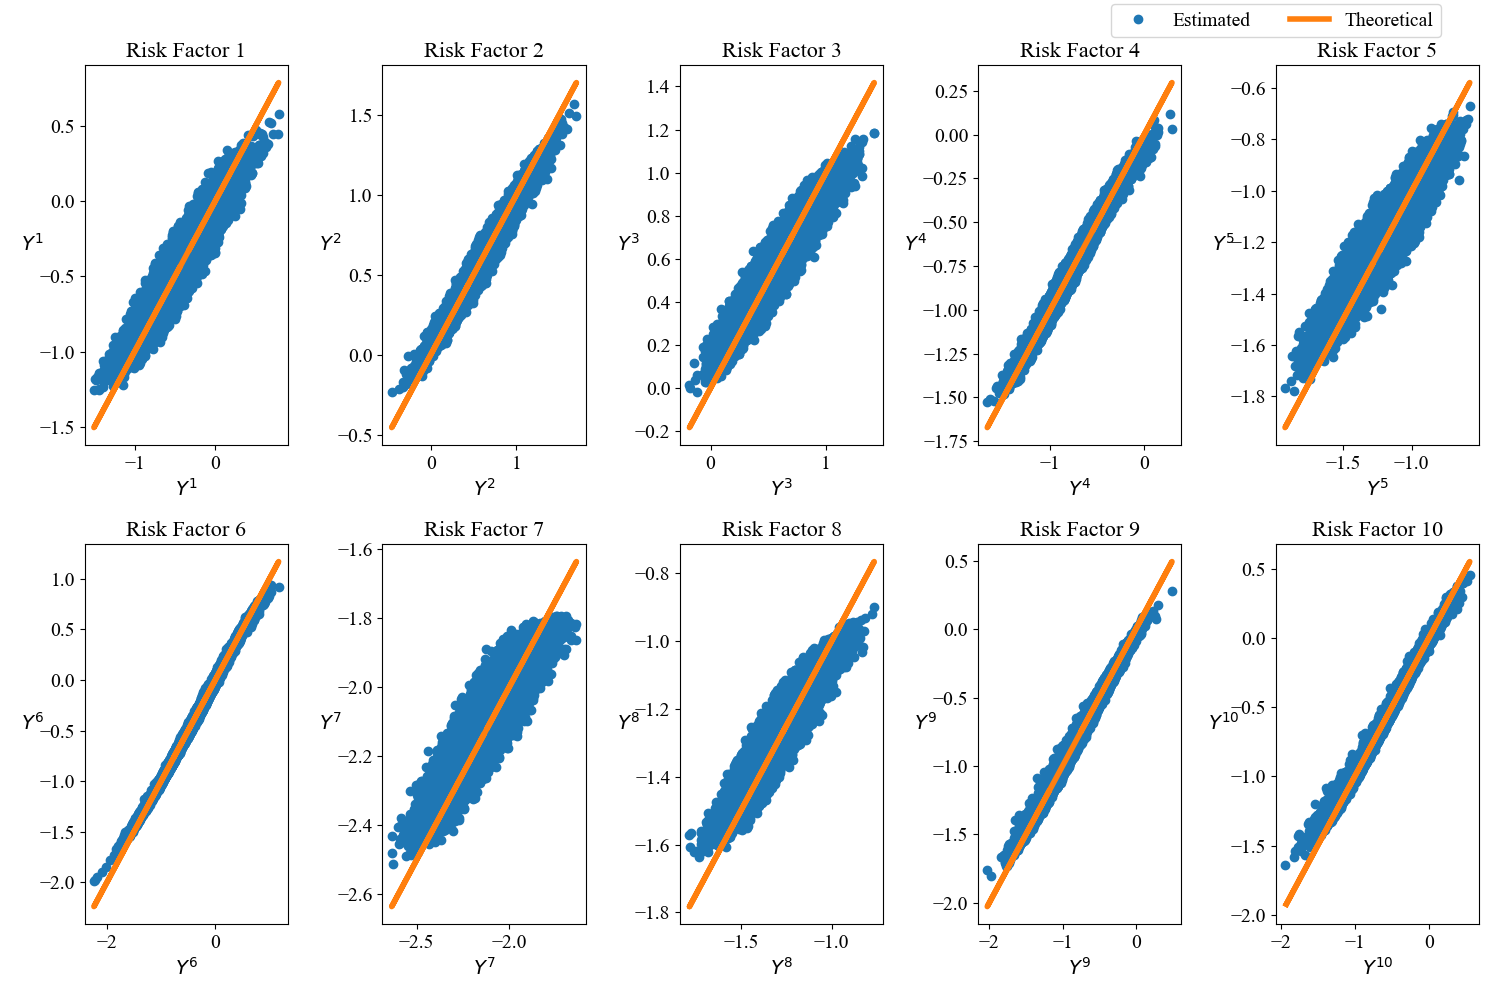 Estimated Theoretical
Risk Factor 1 Risk Factor 2 Risk Factor 3 Risk Factor 4 Risk Factor 5
0.5
0.0
−0.5
−1.0
−1.5
Y¹
−1 0
Y¹
1.5
1.0
0.5
0.0
−0.5
Y²
0 1
Y²
1.4
1.2
1.0
0.8
0.6
0.4
0.2
0.0
−0.2
Y³
0 1
Y³
0.25
0.00
−0.25
−0.50
−0.75
−1.00
−1.25
−1.50
−1.75
Y⁴
−1 0
Y⁴
−0.6
−0.8
−1.0
−1.2
−1.4
−1.6
−1.8
Y⁵
−1.5 −1.0
Y⁵
Risk Factor 6 Risk Factor 7 Risk Factor 8 Risk Factor 9 Risk Factor 10
1.0
0.5
0.0
−0.5
−1.0
−1.5
−2.0
Y⁶
−2 0
Y⁶
−1.6
−1.8
−2.0
−2.2
−2.4
−2.6
Y⁷
−2.5 −2.0
Y⁷
−0.8
−1.0
−1.2
−1.4
−1.6
−1.8
Y⁸
−1.5 −1.0
Y⁸
0.5
0.0
−0.5
−1.0
−1.5
−2.0
Y⁹
−2 −1 0
Y⁹
0.5
0.0
−0.5
−1.0
−1.5
−2.0
Y¹⁰
−2 −1 0
Y¹⁰